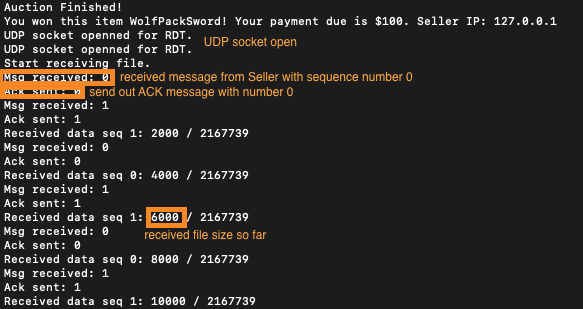 Auction Finished!
You won this item WolfPackSword! Your payment due is $100. Seller IP: 127.0.0.1
UDP socket openned for RDT.
UDP socket open
UDP socket openned for RDT.
Start receiving file.
Msg received: 0 received message from Seller with sequence number 0
Ack sent: 0 send out ACK message with number 0
Msg received: 1
Ack sent: 1
Received data seq 1: 2000 / 2167739
Msg received: 0
Ack sent: 0
Received data seq 0: 4000 / 2167739
Msg received: 1
Ack sent: 1
Received data seq 1: 6000 / 2167739
Msg received: 0 received file size so far
Ack sent: 0
Received data seq 0: 8000 / 2167739
Msg received: 1
Ack sent: 1
Received data seq 1: 10000 / 2167739